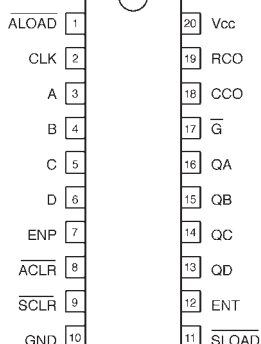 ALOAD 1 20 Vcc
CLK 2 19 RCO
A 3 18 CCO
B 4 17 G
C 5 16 QA
D 6 15 QB
ENP 7 14 QC
ACLR 8 13 QD
SCLR 9 12 ENT
GND 10 11 SLOAD